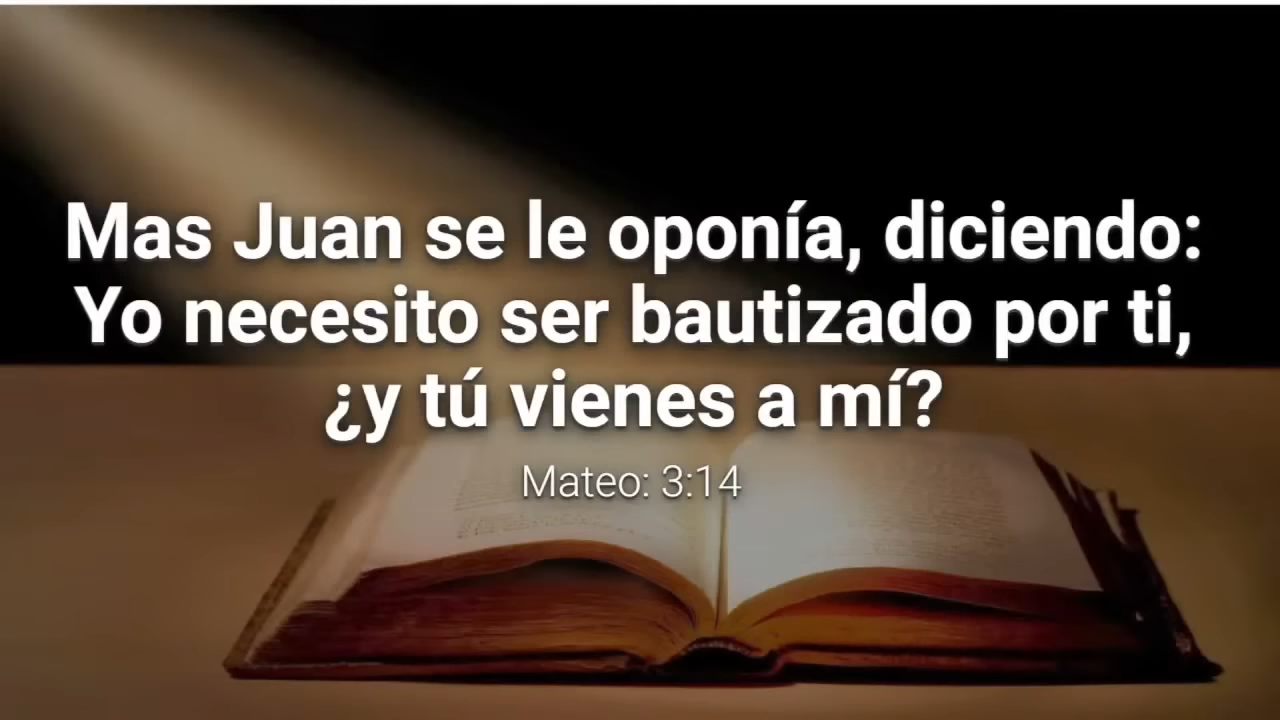 Mas Juan se le oponía, diciendo:
Yo necesito ser bautizado por ti,
¿y tú vienes a mí?
Mateo: 3:14